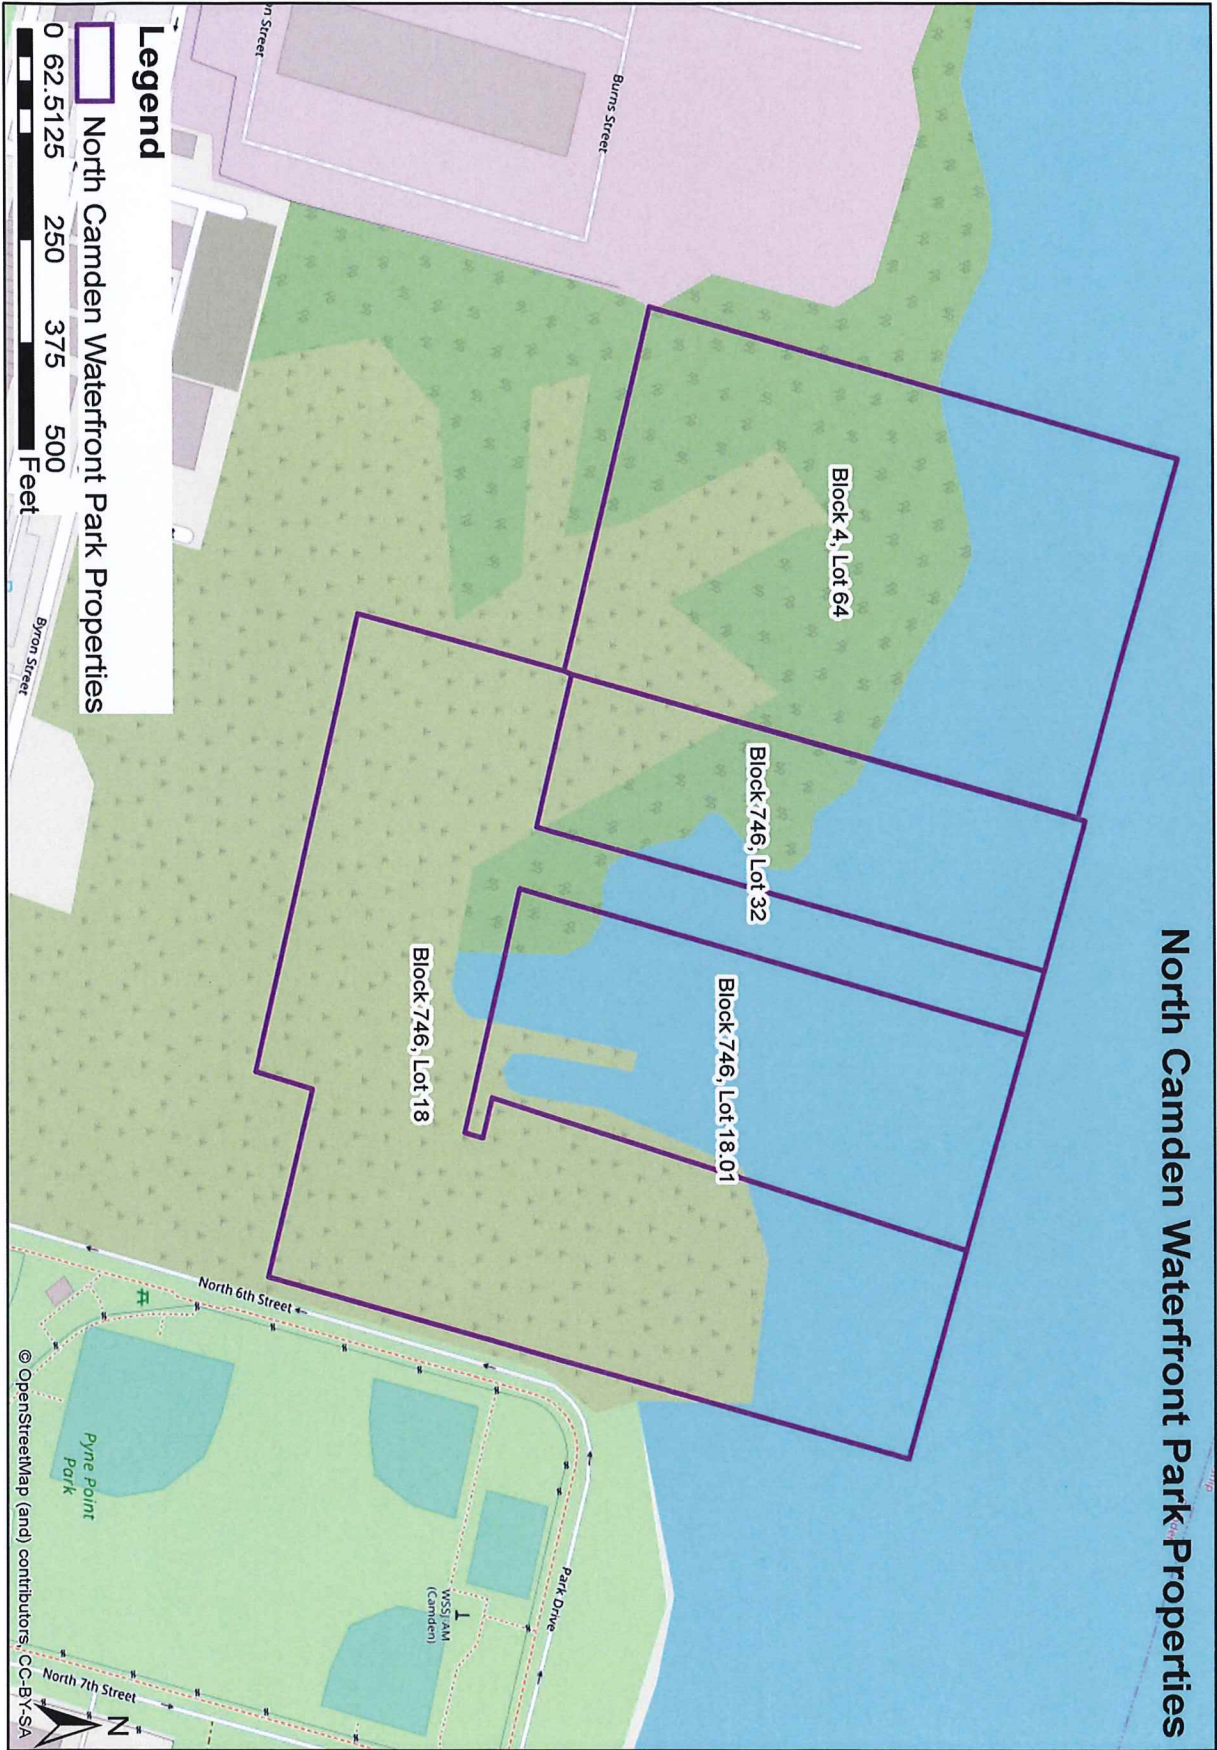 North Camden Waterfront Park Properties
Burns Street
n Street
Block 4, Lot 64
Block 746, Lot 32
Block 746, Lot 18.01
Block 746, Lot 18
North 6th Street
Park Drive
WSSJ-AM
(Camden)
Pyne Point
Park
North 7th Street
Byron Street
Legend
North Camden Waterfront Park Properties
0 62.5125 250 375 500
Feet
N
© OpenStreetMap (and) contributors, CC-BY-SA